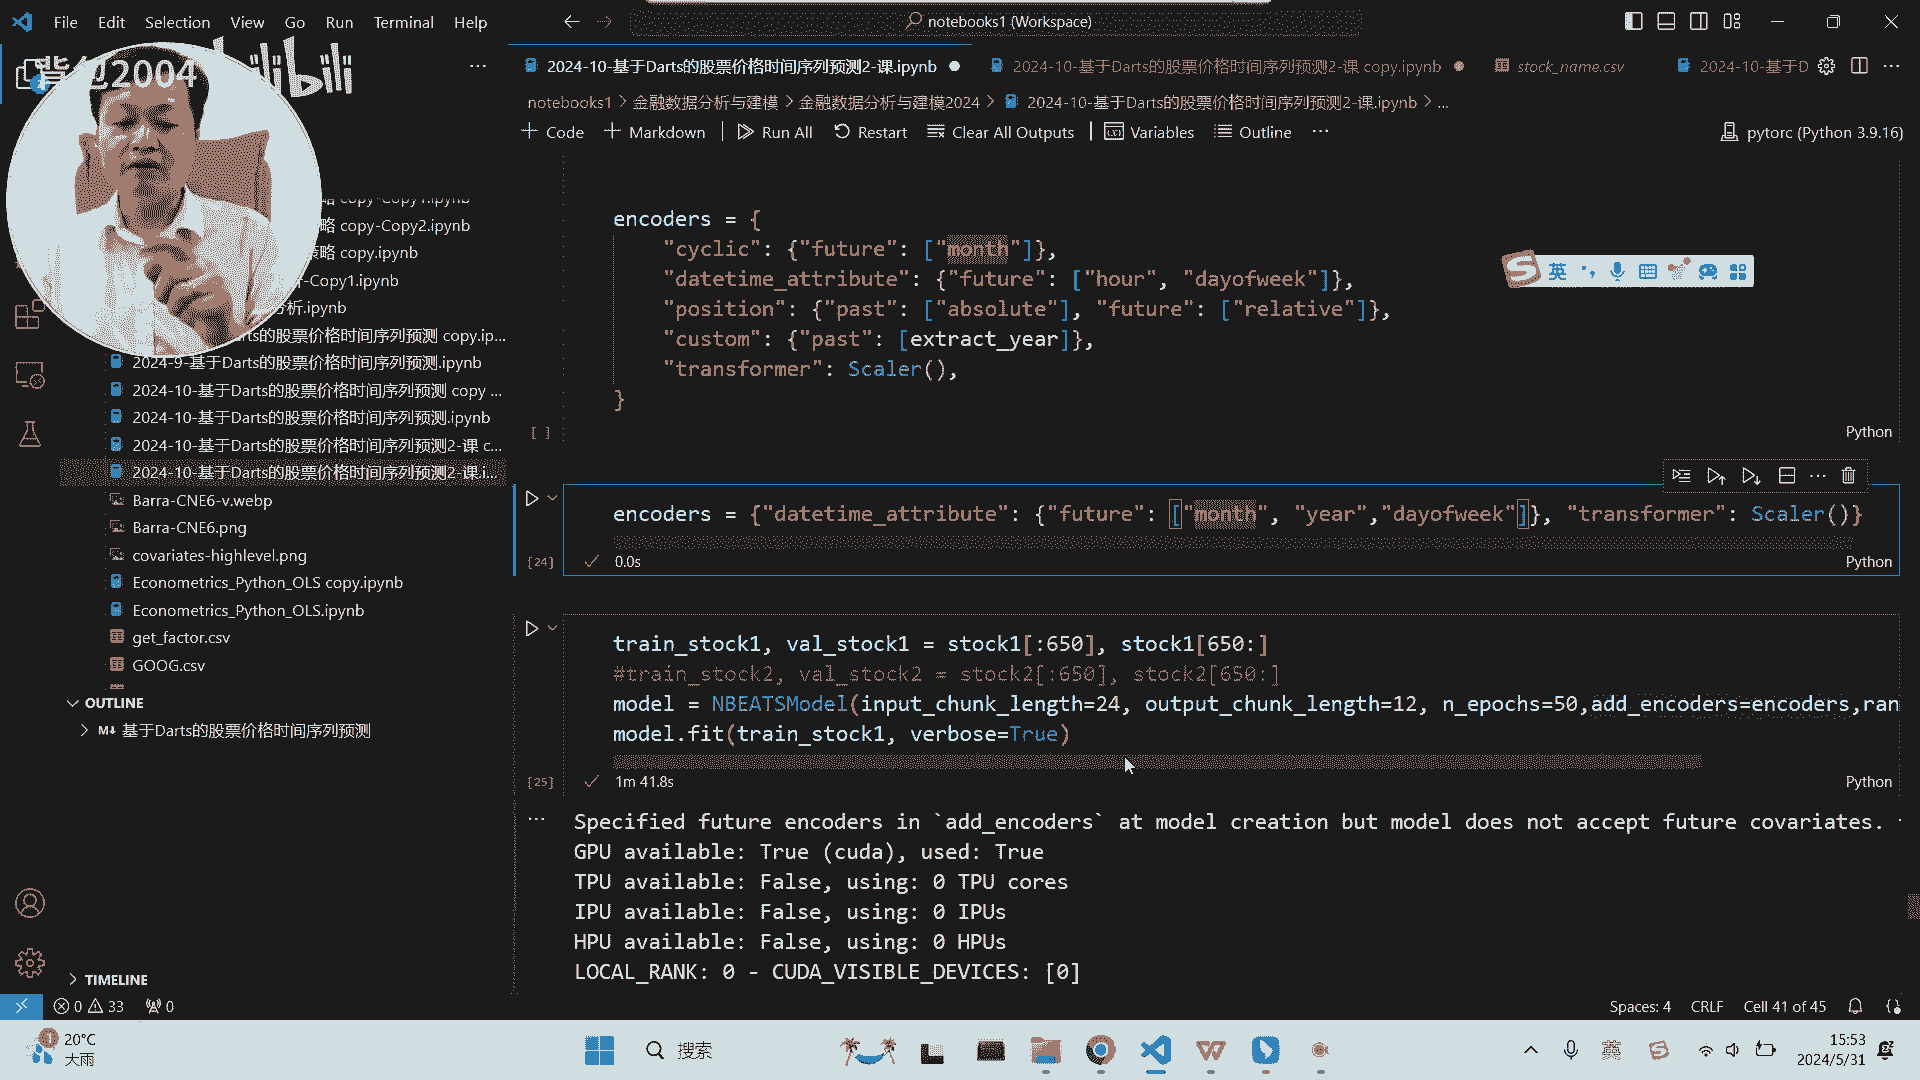 File Edit Selection View Go Run Terminal Help
notebooks1 (Workspace)
背包2004 bilibili
2024-10-基于Darts的股票价格时间序列预测2-课.ipynb
2024-10-基于Darts的股票价格时间序列预测2-课 copy.ipynb
stock_name.csv
2024-10-基于D
notebooks1 > 金融数据分析与建模 > 金融数据分析与建模2024 > 2024-10-基于Darts的股票价格时间序列预测2-课.ipynb > ...
Code Markdown Run All Restart Clear All Outputs Variables Outline ...
pytorc (Python 3.9.16)
略 copy-Copy1.ipynb
略 copy-Copy2.ipynb
策略 copy.ipynb
-Copy1.ipynb
分析.ipynb
arts的股票价格时间序列预测 copy.ip...
2024-9-基于Darts的股票价格时间序列预测.ipynb
2024-10-基于Darts的股票价格时间序列预测 copy ...
2024-10-基于Darts的股票价格时间序列预测.ipynb
2024-10-基于Darts的股票价格时间序列预测2-课 c...
2024-10-基于Darts的股票价格时间序列预测2-课.i...
Barra-CNE6-v.webp
Barra-CNE6.png
covariates-highlevel.png
Econometrics_Python_OLS copy.ipynb
Econometrics_Python_OLS.ipynb
get_factor.csv
GOOG.csv
OUTLINE
M↓ 基于Darts的股票价格时间序列预测
TIMELINE
encoders = {
"cyclic": {"future": ["month"]},
"datetime_attribute": {"future": ["hour", "dayofweek"]},
"position": {"past": ["absolute"], "future": ["relative"]},
"custom": {"past": [extract_year]},
"transformer": Scaler(),
}
[ ]
Python
英
encoders = {"datetime_attribute": {"future": ["month", "year","dayofweek"]}, "transformer": Scaler()}
[24] 0.0s Python
train_stock1, val_stock1 = stock1[:650], stock1[650:]
#train_stock2, val_stock2 = stock2[:650], stock2[650:]
model = NBEATSModel(input_chunk_length=24, output_chunk_length=12, n_epochs=50,add_encoders=encoders,ran
model.fit(train_stock1, verbose=True)
[25] 1m 41.8s Python
Specified future encoders in `add_encoders` at model creation but model does not accept future covariates.
GPU available: True (cuda), used: True
TPU available: False, using: 0 TPU cores
IPU available: False, using: 0 IPUs
HPU available: False, using: 0 HPUs
LOCAL_RANK: 0 - CUDA_VISIBLE_DEVICES: [0]
0 33 0
Spaces: 4 CRLF Cell 41 of 45
20°C
大雨
搜索
英
15:53
2024/5/31